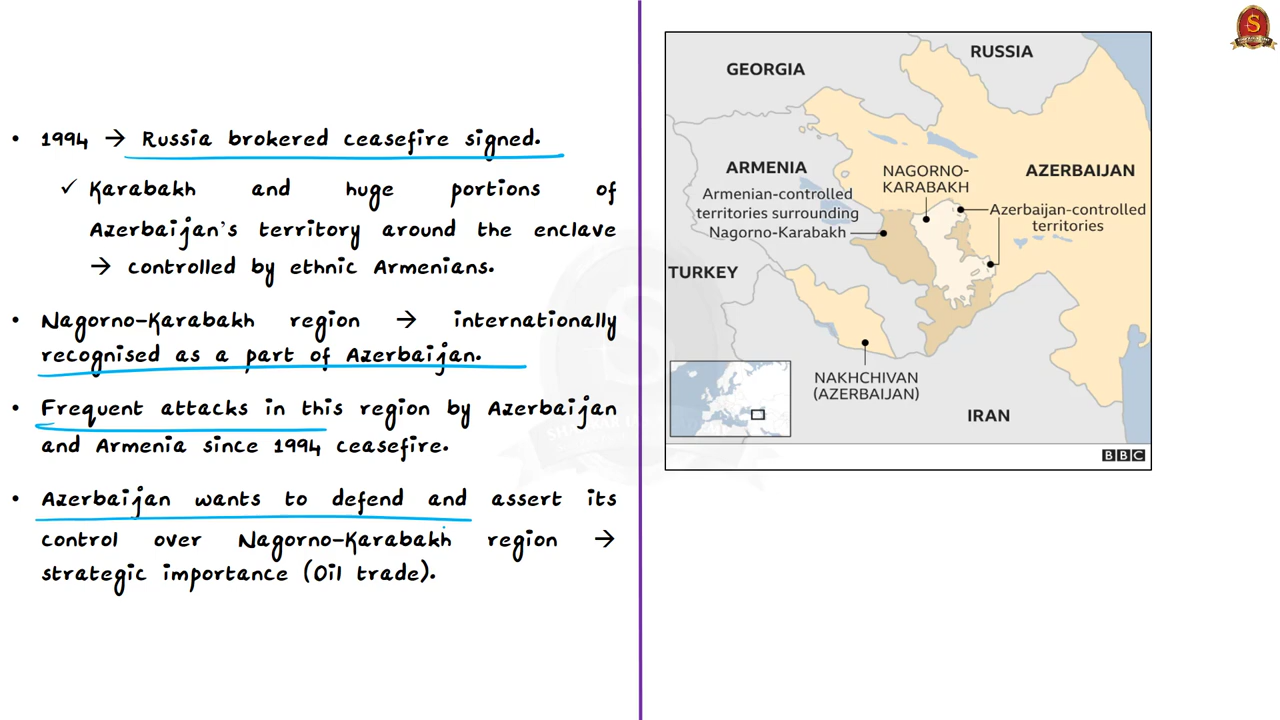 • 1994 → Russia brokered ceasefire signed.
✓ Karabakh and huge portions of
Azerbaijan's territory around the enclave
→ controlled by ethnic Armenians.
• Nagorno-Karabakh region → internationally
recognised as a part of Azerbaijan.
• Frequent attacks in this region by Azerbaijan
and Armenia since 1994 ceasefire.
• Azerbaijan wants to defend and assert its
control over Nagorno-Karabakh region →
strategic importance (Oil trade).
RUSSIA
GEORGIA
ARMENIA
NAGORNO-
KARABAKH
AZERBAIJAN
Armenian-controlled
territories surrounding
Nagorno-Karabakh
Azerbaijan-controlled
territories
TURKEY
NAKHCHIVAN
(AZERBAIJAN)
IRAN
BBC